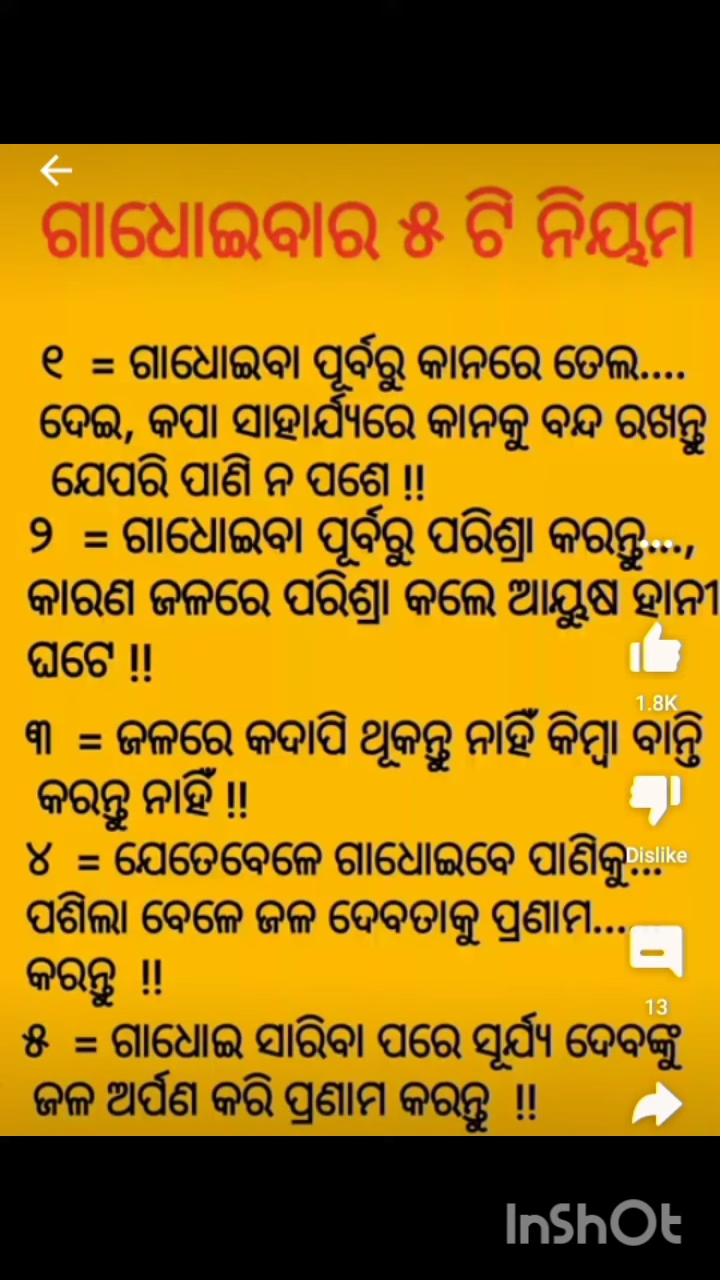 ଗାଧୋଇବାର ୫ ଟି ନିୟମ
୧ = ଗାଧୋଇବା ପୂର୍ବରୁ କାନରେ ତେଲ....
ଦେଇ, କପା ସାହାର୍ଯ୍ୟରେ କାନକୁ ବନ୍ଦ ରଖନ୍ତୁ
ଯେପରି ପାଣି ନ ପଶେ !!
୨ = ଗାଧୋଇବା ପୂର୍ବରୁ ପରିଶ୍ରା କରନ୍ତୁ...,
କାରଣ ଜଳରେ ପରିଶ୍ରା କଲେ ଆୟୁଷ ହାନୀ
ଘଟେ !!
1.8K
୩ = ଜଳରେ କଦାପି ଥୂକନ୍ତୁ ନାହିଁ କିମ୍ବା ବାନ୍ତି
କରନ୍ତୁ ନାହିଁ !!
୪ = ଯେତେବେଳେ ଗାଧୋଇବେ ପାଣିକୁ...
Dislike
ପଶିଲା ବେଳେ ଜଳ ଦେବତାକୁ ପ୍ରଣାମ...
କରନ୍ତୁ !!
13
୫ = ଗାଧୋଇ ସାରିବା ପରେ ସୂର୍ଯ୍ୟ ଦେବଙ୍କୁ
ଜଳ ଅର୍ପଣ କରି ପ୍ରଣାମ କରନ୍ତୁ !!
InShOt